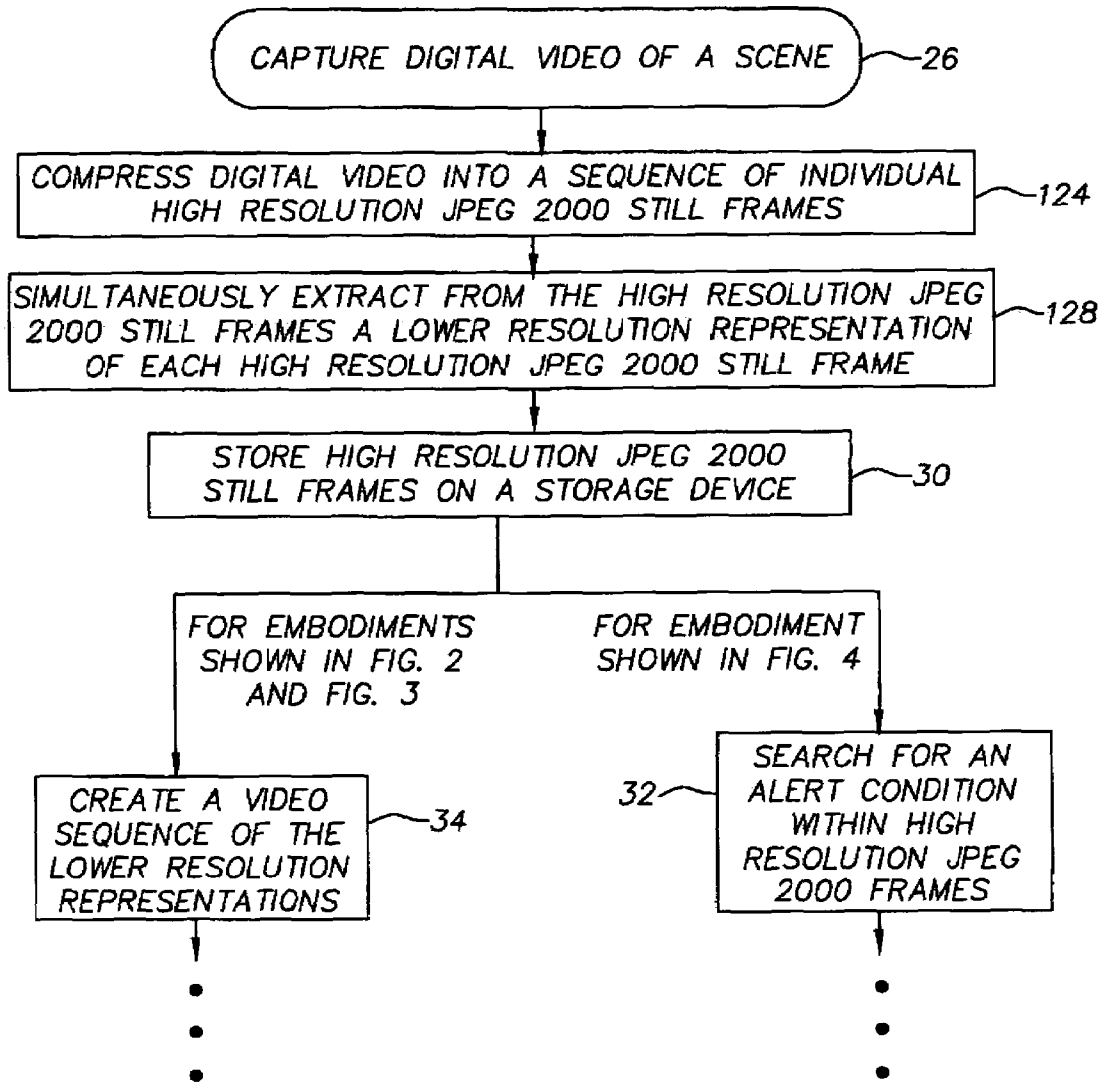 CAPTURE DIGITAL VIDEO OF A SCENE
26
COMPRESS DIGITAL VIDEO INTO A SEQUENCE OF INDIVIDUAL
HIGH RESOLUTION JPEG 2000 STILL FRAMES
124
SIMULTANEOUSLY EXTRACT FROM THE HIGH RESOLUTION JPEG
2000 STILL FRAMES A LOWER RESOLUTION REPRESENTATION
OF EACH HIGH RESOLUTION JPEG 2000 STILL FRAME
128
STORE HIGH RESOLUTION JPEG 2000
STILL FRAMES ON A STORAGE DEVICE
30
FOR EMBODIMENTS
SHOWN IN FIG. 2
AND FIG. 3
FOR EMBODIMENT
SHOWN IN FIG. 4
CREATE A VIDEO
SEQUENCE OF THE
LOWER RESOLUTION
REPRESENTATIONS
34
32
SEARCH FOR AN
ALERT CONDITION
WITHIN HIGH
RESOLUTION JPEG
2000 FRAMES